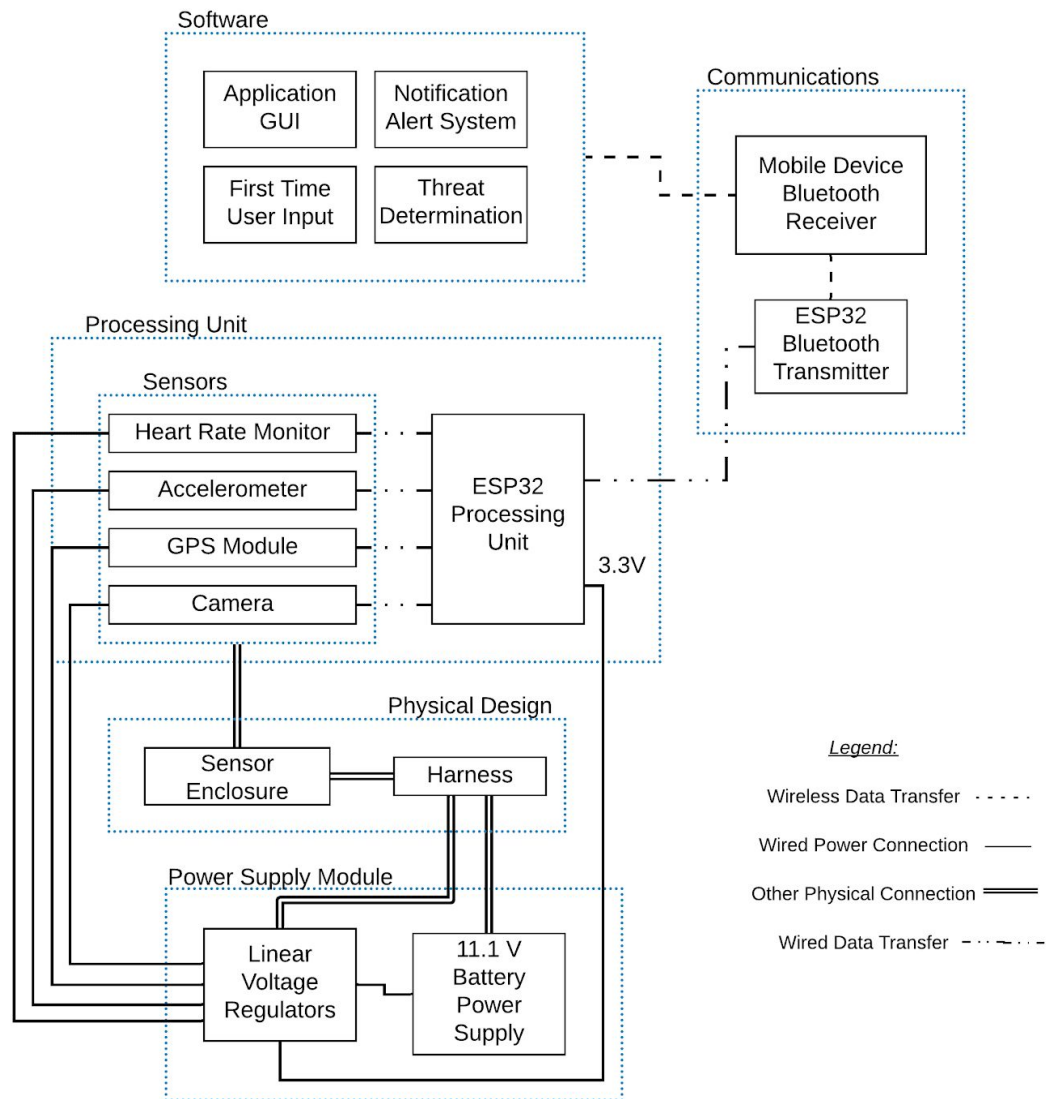 Software
Application
GUI
Notification
Alert System
First Time
User Input
Threat
Determination
Communications
Mobile Device
Bluetooth
Receiver
ESP32
Bluetooth
Transmitter
Processing Unit
Sensors
Heart Rate Monitor
Accelerometer
GPS Module
Camera
ESP32
Processing
Unit
3.3V
Physical Design
Sensor
Enclosure
Harness
Power Supply Module
Linear
Voltage
Regulators
11.1 V
Battery
Power
Supply
Legend:
Wireless Data Transfer
Wired Power Connection
Other Physical Connection
Wired Data Transfer